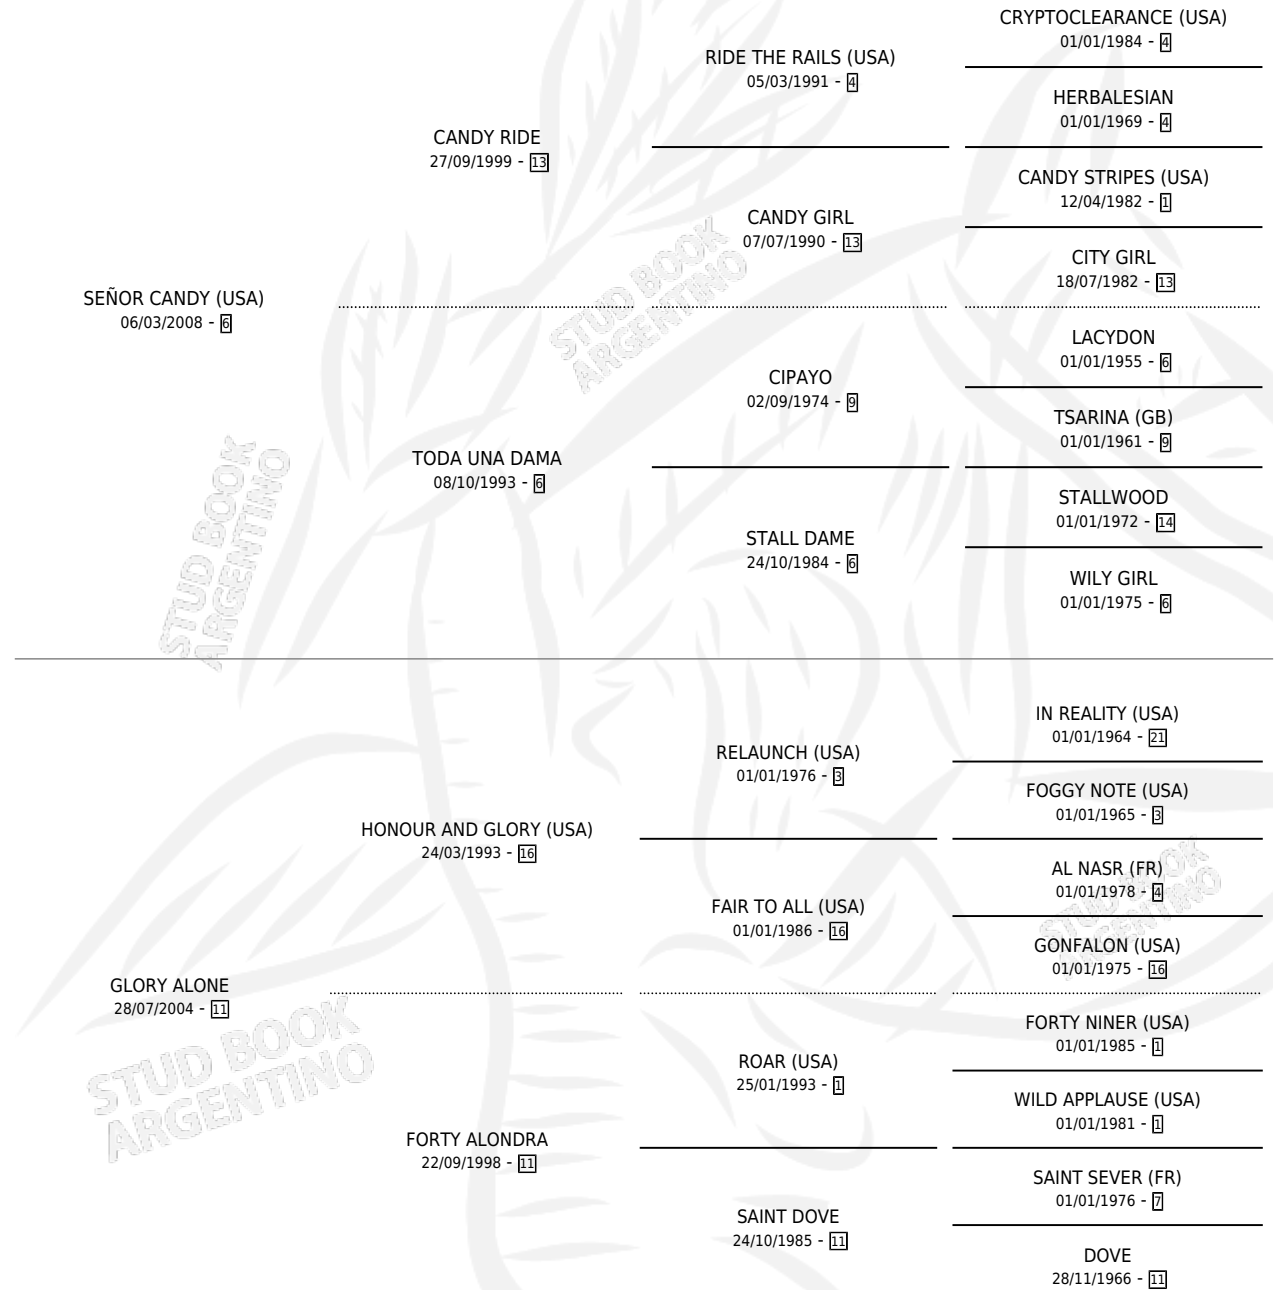 CRYPTOCLEARANCE (USA)
01/01/1984 - 4
RIDE THE RAILS (USA)
05/03/1991 - 4
HERBALESIAN
01/01/1969 - 4
CANDY RIDE
27/09/1999 - 13
CANDY STRIPES (USA)
12/04/1982 - 1
CANDY GIRL
07/07/1990 - 13
CITY GIRL
18/07/1982 - 13
SEÑOR CANDY (USA)
06/03/2008 - 6
LACYDON
01/01/1955 - 6
CIPAYO
02/09/1974 - 9
TSARINA (GB)
01/01/1961 - 9
TODA UNA DAMA
08/10/1993 - 6
STALLWOOD
01/01/1972 - 14
STALL DAME
24/10/1984 - 6
WILY GIRL
01/01/1975 - 6
IN REALITY (USA)
01/01/1964 - 21
RELAUNCH (USA)
01/01/1976 - 3
FOGGY NOTE (USA)
01/01/1965 - 3
HONOUR AND GLORY (USA)
24/03/1993 - 16
AL NASR (FR)
01/01/1978 - 4
FAIR TO ALL (USA)
01/01/1986 - 16
GONFALON (USA)
01/01/1975 - 16
GLORY ALONE
28/07/2004 - 11
FORTY NINER (USA)
01/01/1985 - 1
ROAR (USA)
25/01/1993 - 1
WILD APPLAUSE (USA)
01/01/1981 - 1
FORTY ALONDRA
22/09/1998 - 11
SAINT SEVER (FR)
01/01/1976 - 7
SAINT DOVE
24/10/1985 - 11
DOVE
28/11/1966 - 11
STUD BOOK
ARGENTINO
STUD BOOK
ARGENTINO
STUD BOOK
ARGENTINO
STUD BOOK
ARGENTINO